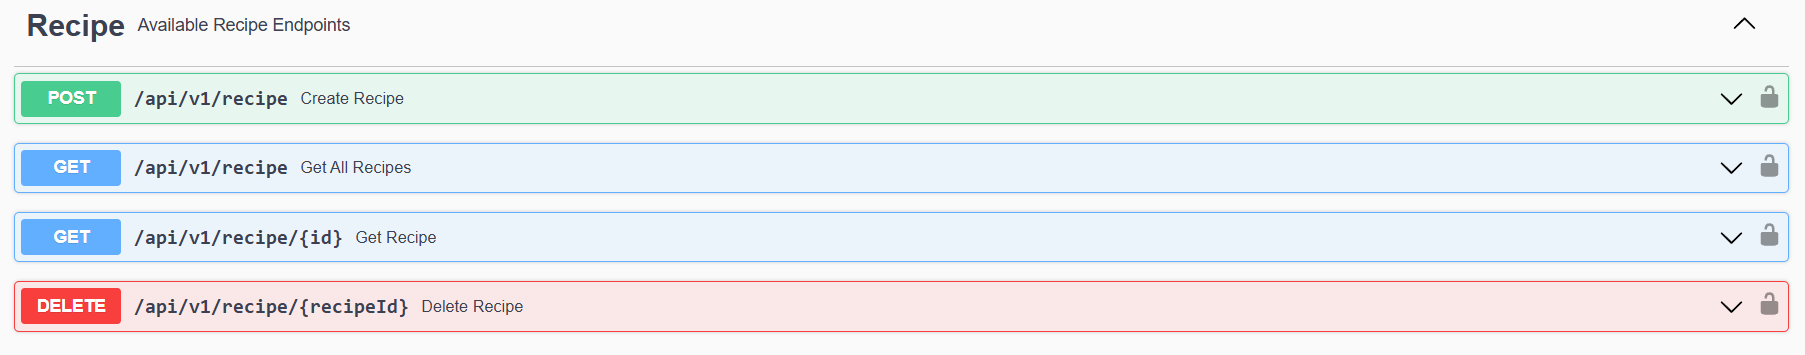 Recipe Available Recipe Endpoints
POST /api/v1/recipe Create Recipe
GET /api/v1/recipe Get All Recipes
GET /api/v1/recipe/{id} Get Recipe
DELETE /api/v1/recipe/{recipeId} Delete Recipe